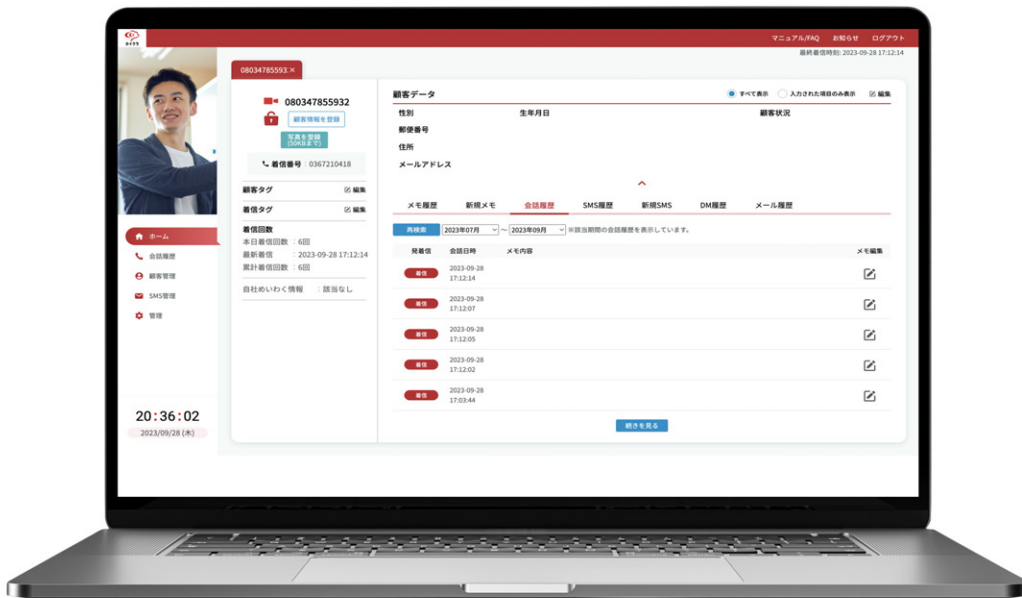 カイクラ
マニュアル/FAQ お知らせ ログアウト
最終着信時刻: 2023-09-28 17:12:14
08034785593: ×
08034785​5932
顧客情報を登録
写真を登録
(50KBまで)
着信番号 : 0367210418
顧客タグ 編集
着信タグ 編集
着信回数
本日着信回数 : 6回
最新着信 : 2023-09-28 17:12:14
累計着信回数 : 6回
自社めいわく情報 : 該当なし
ホーム
会話履歴
顧客管理
SMS管理
管理
20:36:02
2023/09/28 (木)
顧客データ すべて表示 入力された項目のみ表示 編集
性別 生年月日 顧客状況
郵便番号
住所
メールアドレス
メモ履歴 新規メモ 会話履歴 SMS履歴 新規SMS DM履歴 メール履歴
再検索 2023年07月 ~ 2023年09月 ※該当期間の会話履歴を表示しています。
発着信 会話日時 メモ内容 メモ編集
着信 2023-09-28
17:12:14
着信 2023-09-28
17:12:07
着信 2023-09-28
17:12:05
着信 2023-09-28
17:12:02
着信 2023-09-28
17:03:44
続きを見る